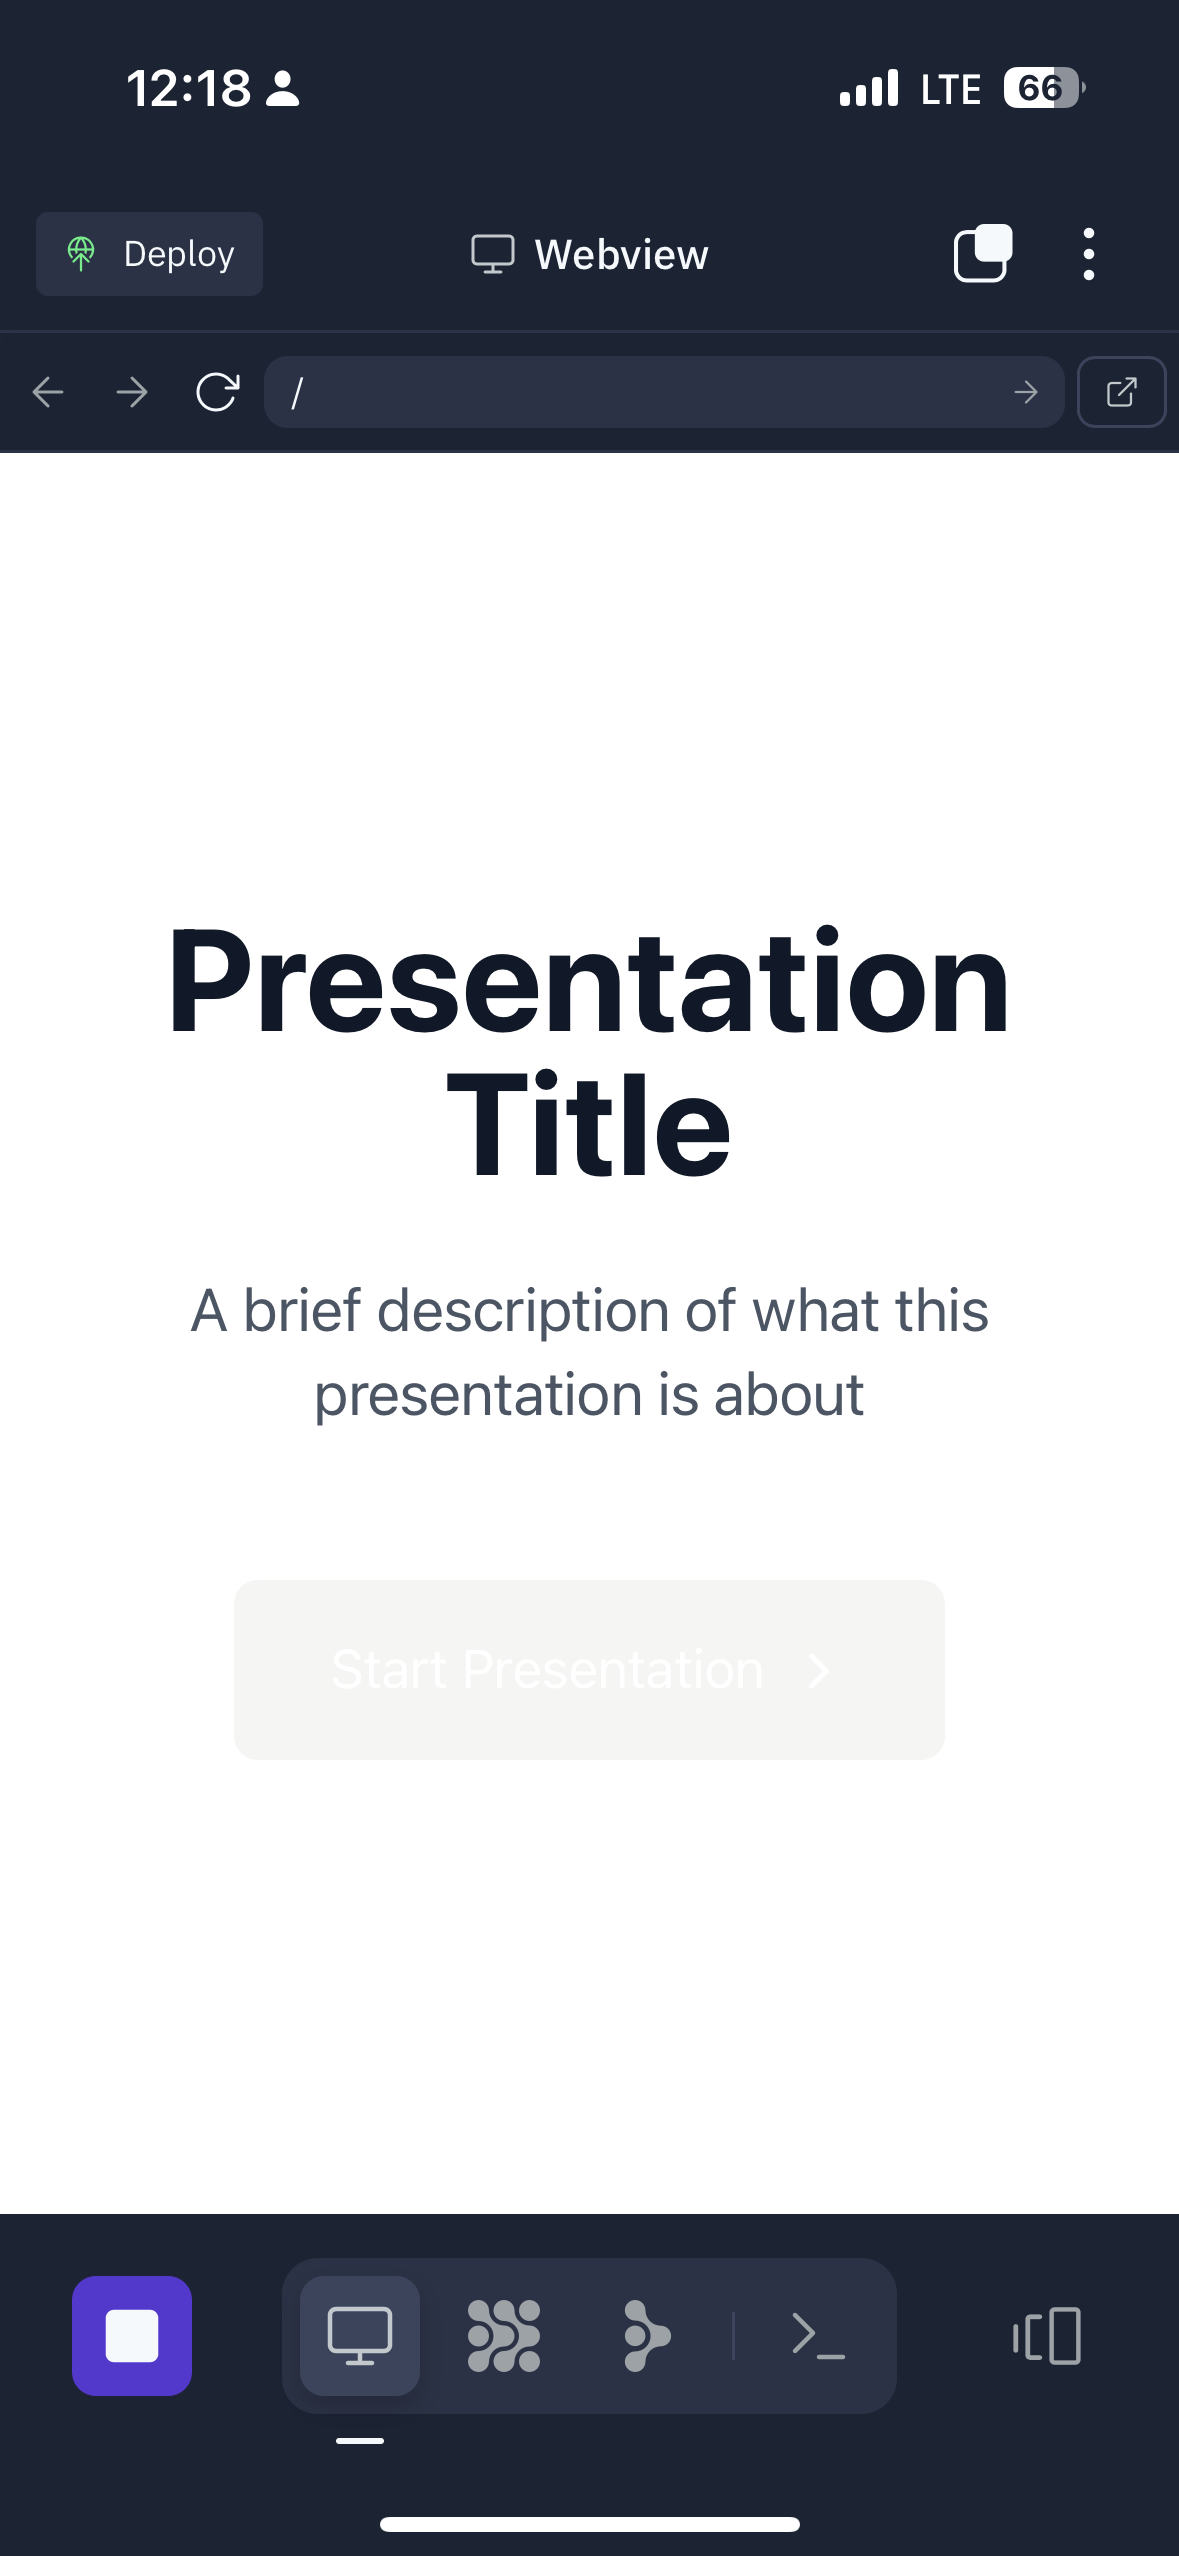 12:18
LTE 66
Deploy
Webview
/
Presentation
Title
A brief description of what this
presentation is about
Start Presentation